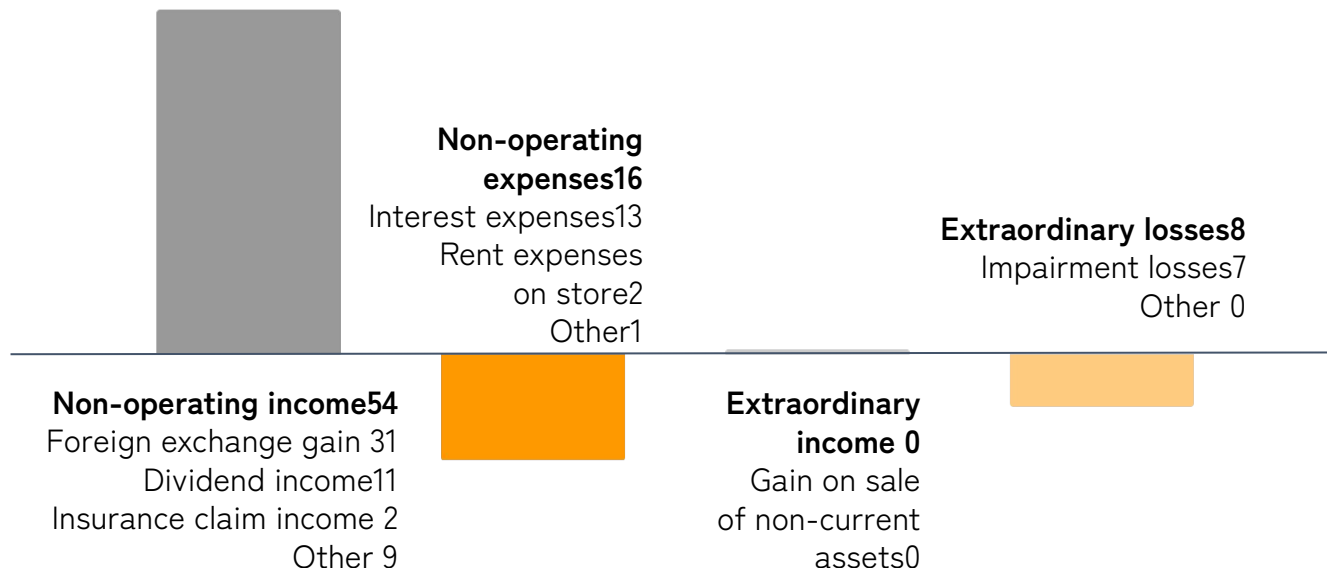 Non-operating
expenses16
Interest expenses13
Rent expenses
on store2
Other1
Extraordinary losses8
Impairment losses7
Other 0
Non-operating income54
Foreign exchange gain 31
Dividend income11
Insurance claim income 2
Other 9
Extraordinary
income 0
Gain on sale
of non-current
assets0